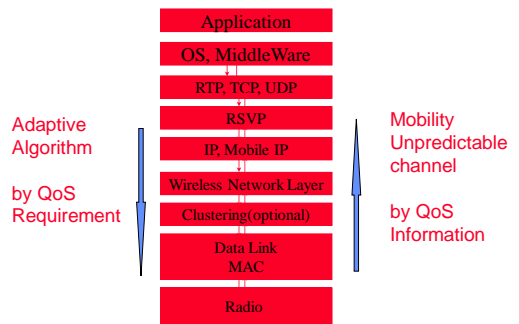 Application
OS, MiddleWare
RTP, TCP, UDP
RSVP
IP, Mobile IP
Wireless Network Layer
Clustering(optional)
Data Link
MAC
Radio
Adaptive
Algorithm
by QoS
Requirement
Mobility
Unpredictable
channel
by QoS
Information